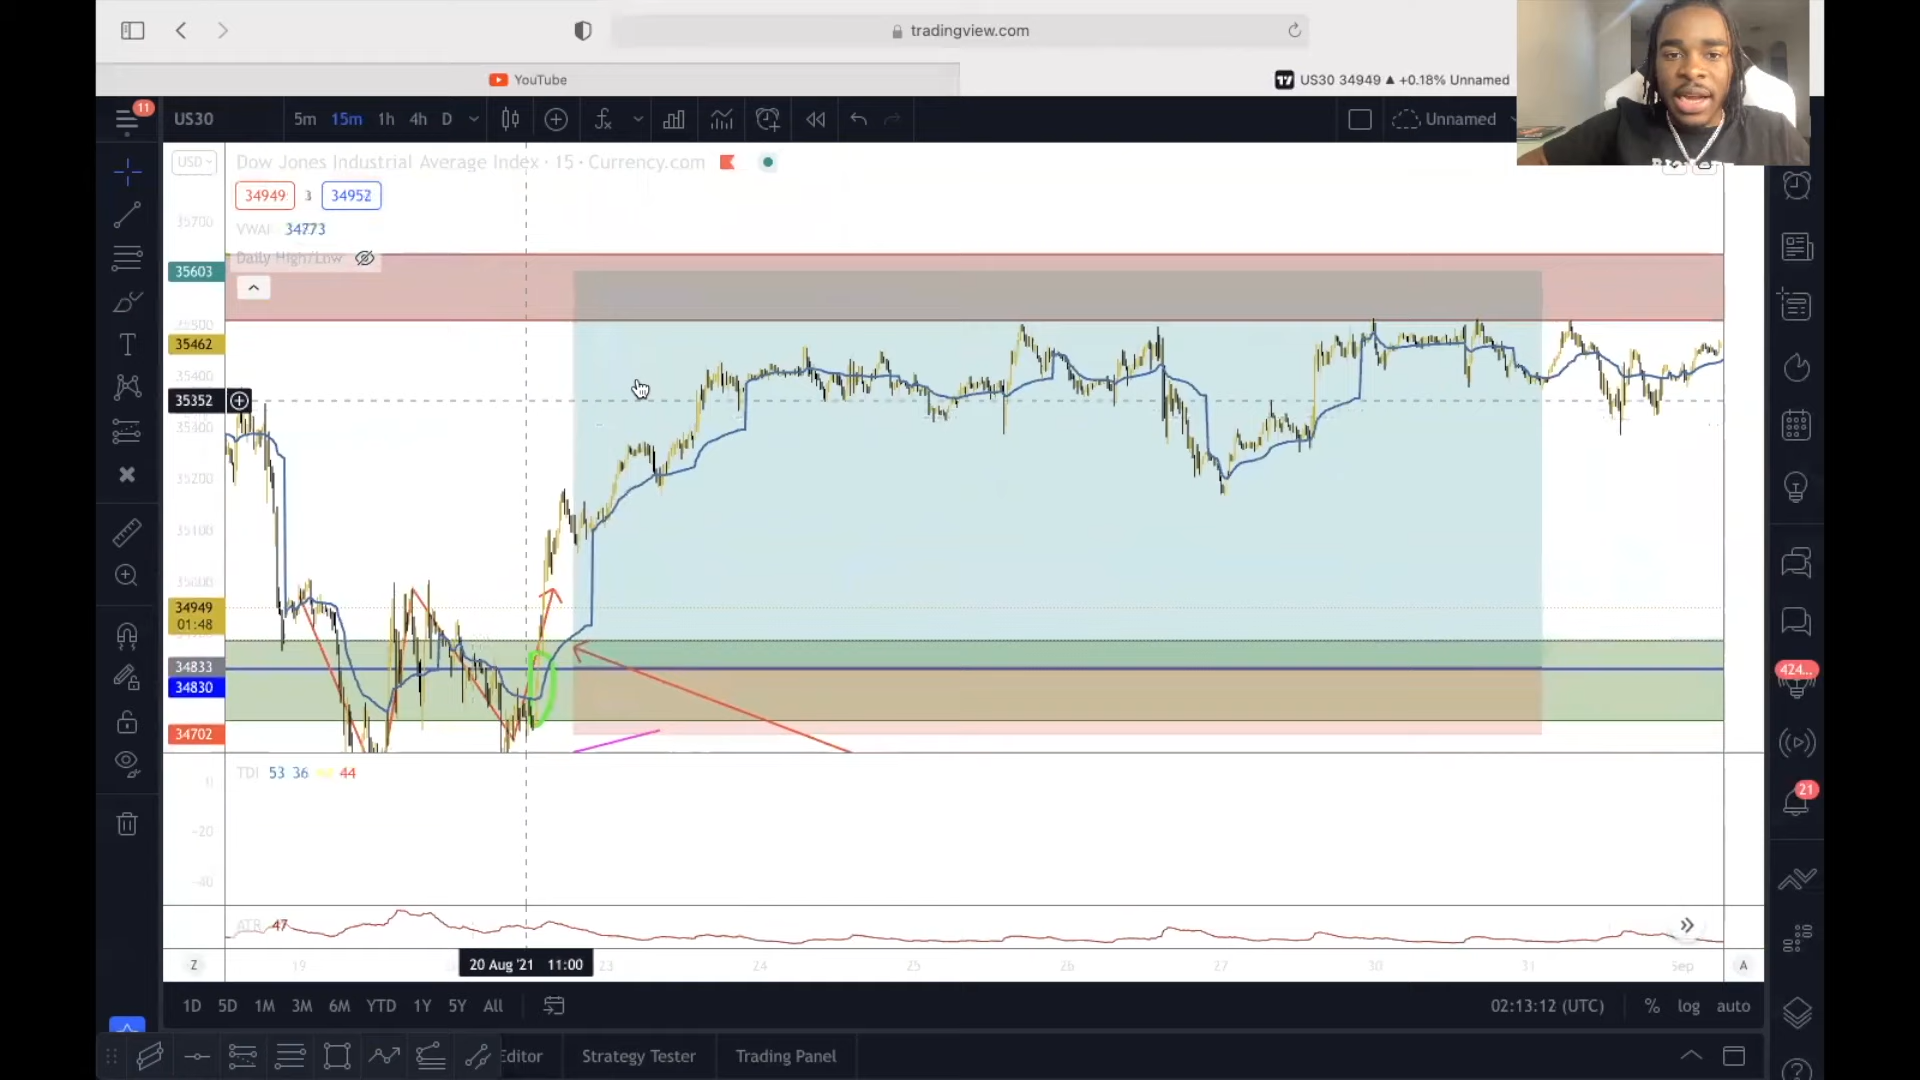 tradingview.com
YouTube
US30 34949 ▲ +0.18% Unnamed
11
US30 5m 15m 1h 4h D
Unnamed
USD
Dow Jones Industrial Average Index · 15 · Currency.com
34949 3 34952
35700
VWAP 34773
Daily High/Low
35603
35500
35462
35400
35352
35200
35100
34949
01:48
34833
34830
424...
34702
TDI 53 36 44
21
-20
-40
ATR 47
Z 19 20 Aug '21 11:00 23 24 25 26 27 30 31 Sep A
1D 5D 1M 3M 6M YTD 1Y 5Y All 02:13:12 (UTC) % log auto
Editor Strategy Tester Trading Panel